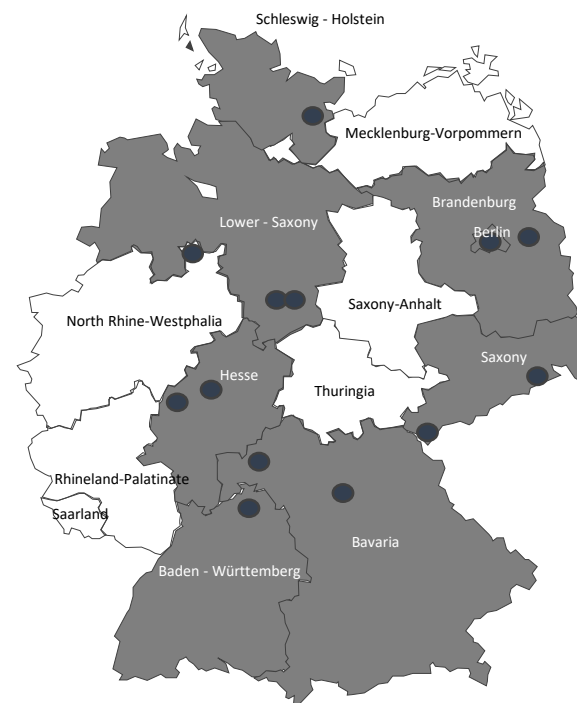 Schleswig - Holstein
Mecklenburg-Vorpommern
Brandenburg
Lower - Saxony
Berlin
Saxony-Anhalt
North Rhine-Westphalia
Saxony
Hesse
Thuringia
Rhineland-Palatinate
Saarland
Bavaria
Baden - Württemberg